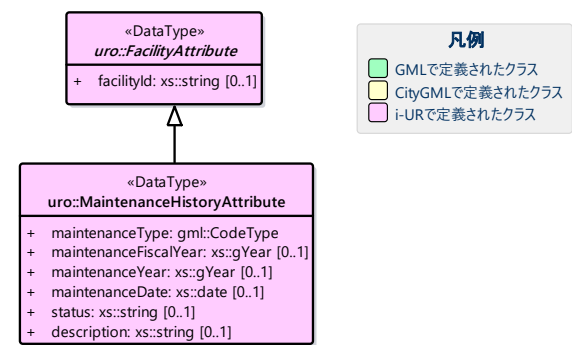 «DataType»
uro::FacilityAttribute
+ facilityId: xs::string [0..1]
凡例
GMLで定義されたクラス
CityGMLで定義されたクラス
i-URで定義されたクラス
«DataType»
uro::MaintenanceHistoryAttribute
+ maintenanceType: gml::CodeType
+ maintenanceFiscalYear: xs::gYear [0..1]
+ maintenanceYear: xs::gYear [0..1]
+ maintenanceDate: xs::date [0..1]
+ status: xs::string [0..1]
+ description: xs::string [0..1]